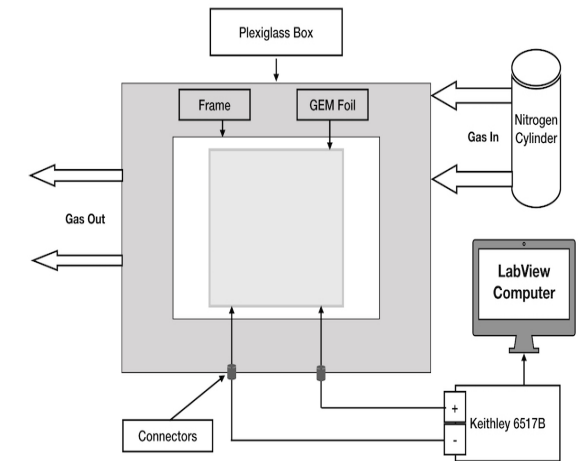 Plexiglass Box
Frame
GEM Foil
Nitrogen
Cylinder
Gas In
Gas Out
LabView
Computer
+
Keithley 6517B
-
Connectors